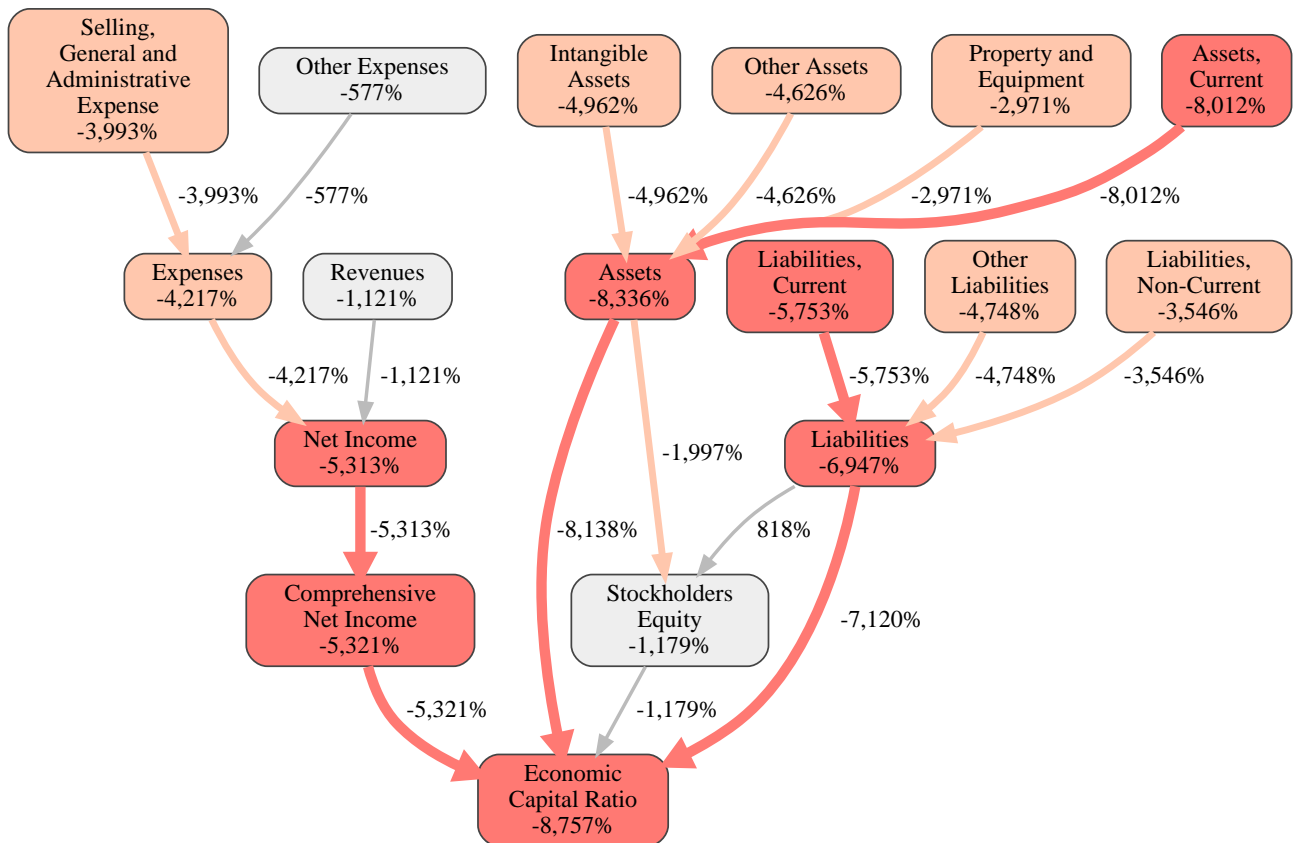 Selling,
General and
Administrative
Expense
-3,993%
Other Expenses
-577%
Intangible
Assets
-4,962%
Other Assets
-4,626%
Property and
Equipment
-2,971%
Assets,
Current
-8,012%
-3,993%
-577%
-4,962%
-4,626%
-2,971%
-8,012%
Expenses
-4,217%
Revenues
-1,121%
Assets
-8,336%
Liabilities,
Current
-5,753%
Other
Liabilities
-4,748%
Liabilities,
Non-Current
-3,546%
-4,217%
-1,121%
-5,753%
-4,748%
-3,546%
Net Income
-5,313%
-1,997%
Liabilities
-6,947%
-5,313%
-8,138%
818%
Comprehensive
Net Income
-5,321%
Stockholders
Equity
-1,179%
-7,120%
-5,321%
-1,179%
Economic
Capital Ratio
-8,757%